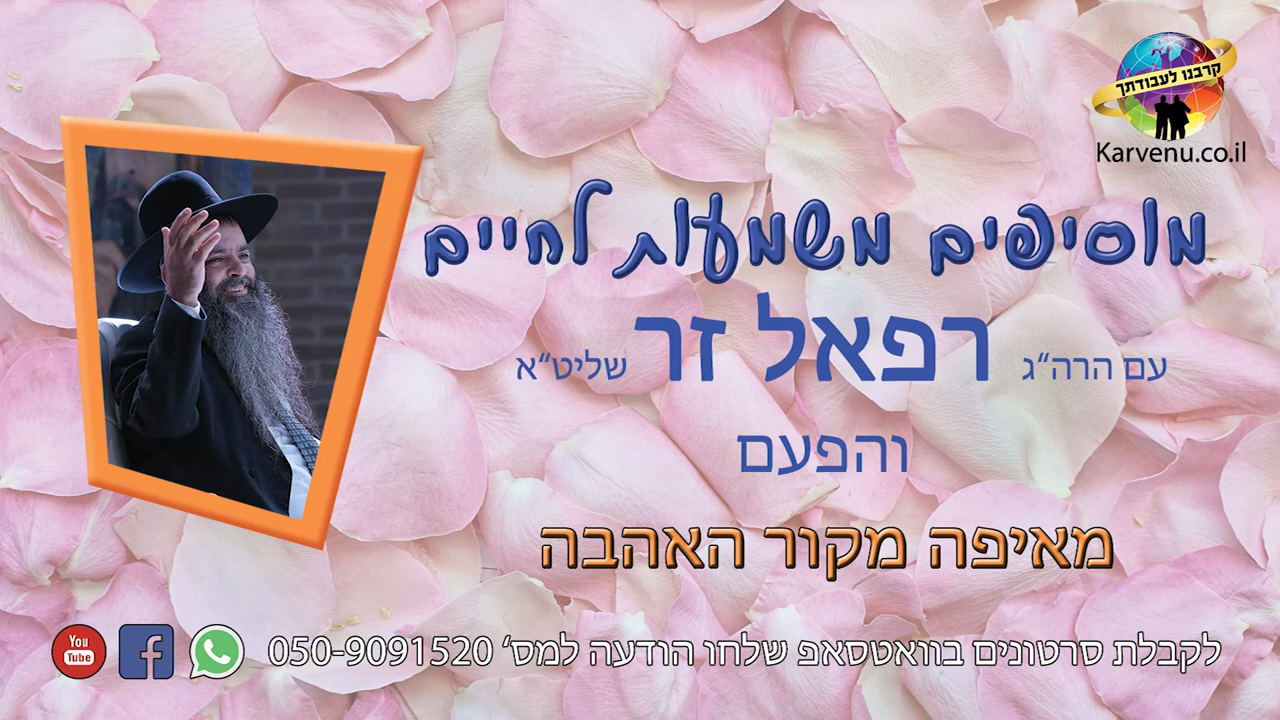 קרבנו לעבודתך
Karvenu.co.il
מוסיפים משמעות לחיים
עם הרה"ג רפאל זר שליט"א
והפעם
מאיפה מקור האהבה
לקבלת סרטונים בוואטסאפ שלחו הודעה למס' 050-9091520
You
Tube